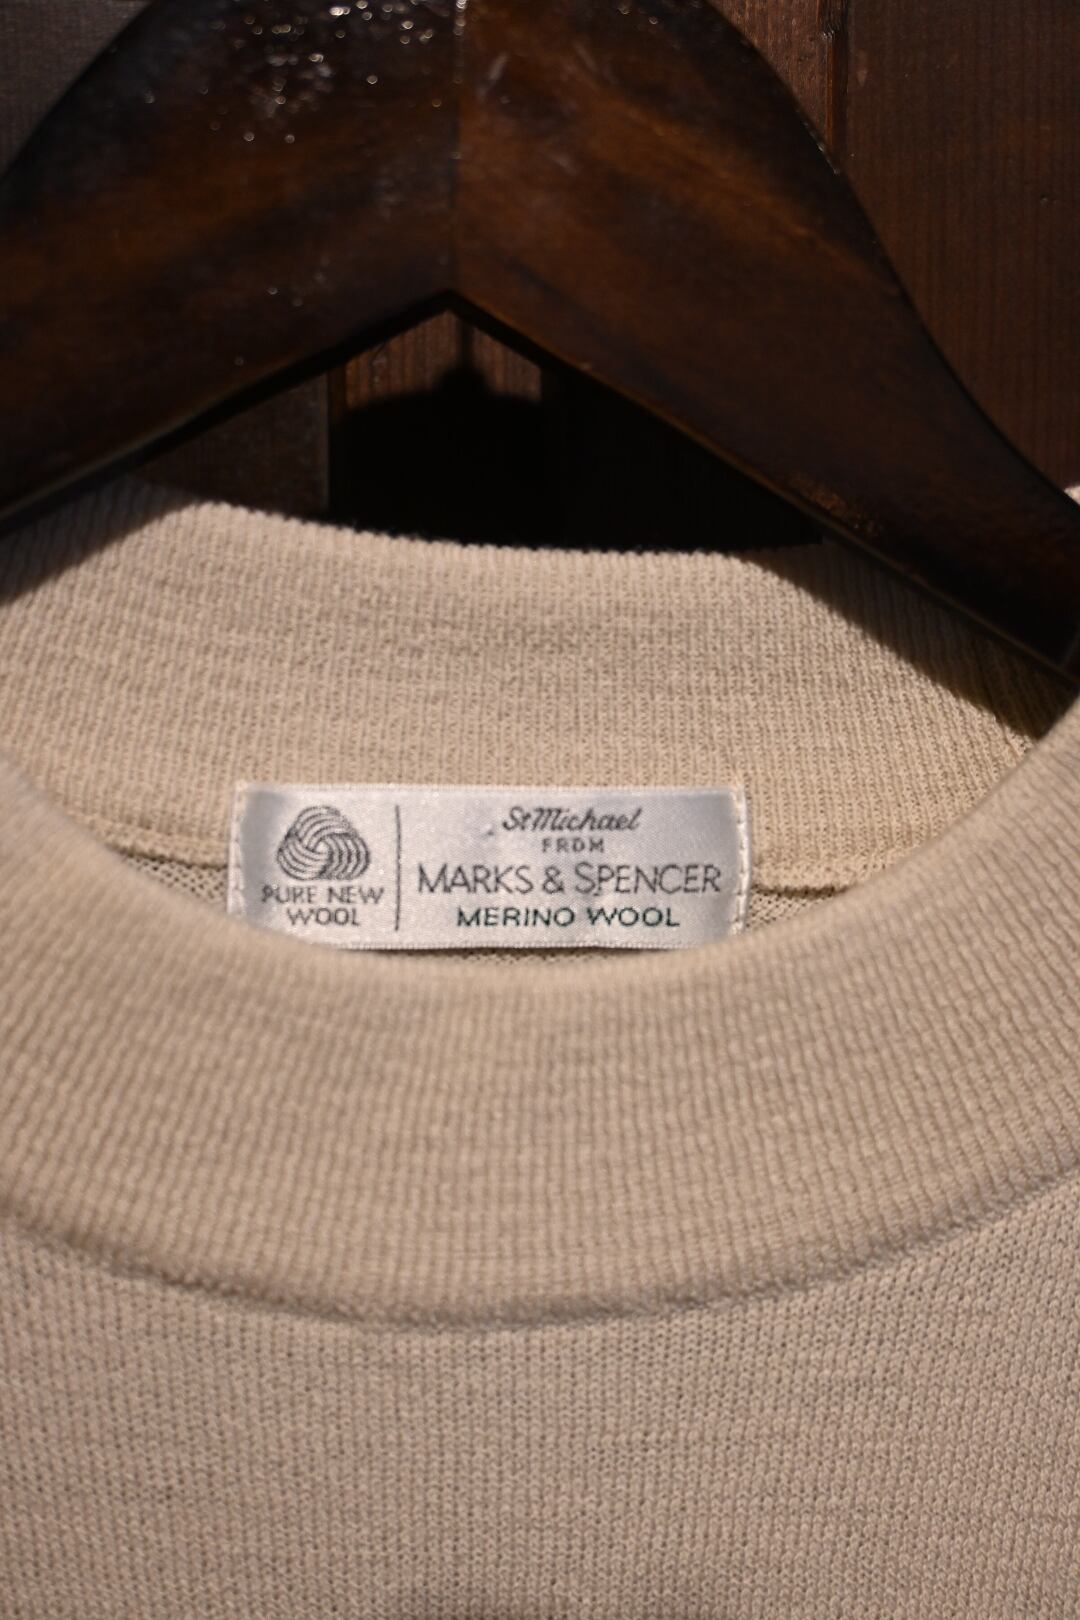 PURE NEW
WOOL
St Michael
FROM
MARKS & SPENCER
MERINO WOOL